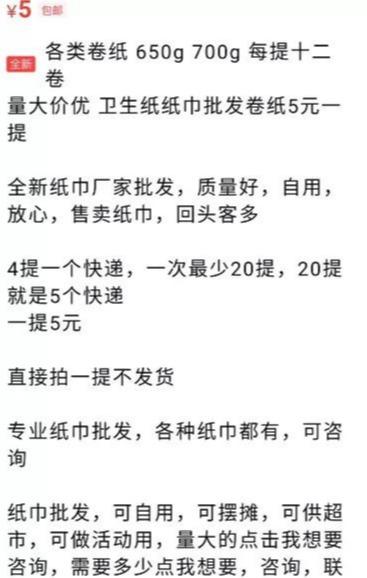 ¥5 包邮
全新 各类卷纸 650g 700g 每提十二
卷
量大价优 卫生纸纸巾批发卷纸5元一
提
全新纸巾厂家批发，质量好，自用，
放心，售卖纸巾，回头客多
4提一个快递，一次最少20提，20提
就是5个快递
一提5元
直接拍一提不发货
专业纸巾批发，各种纸巾都有，可咨
询
纸巾批发，可自用，可摆摊，可供超
市，可做活动用，量大的点击我想要
咨询，需要多少点我想要，咨询，联